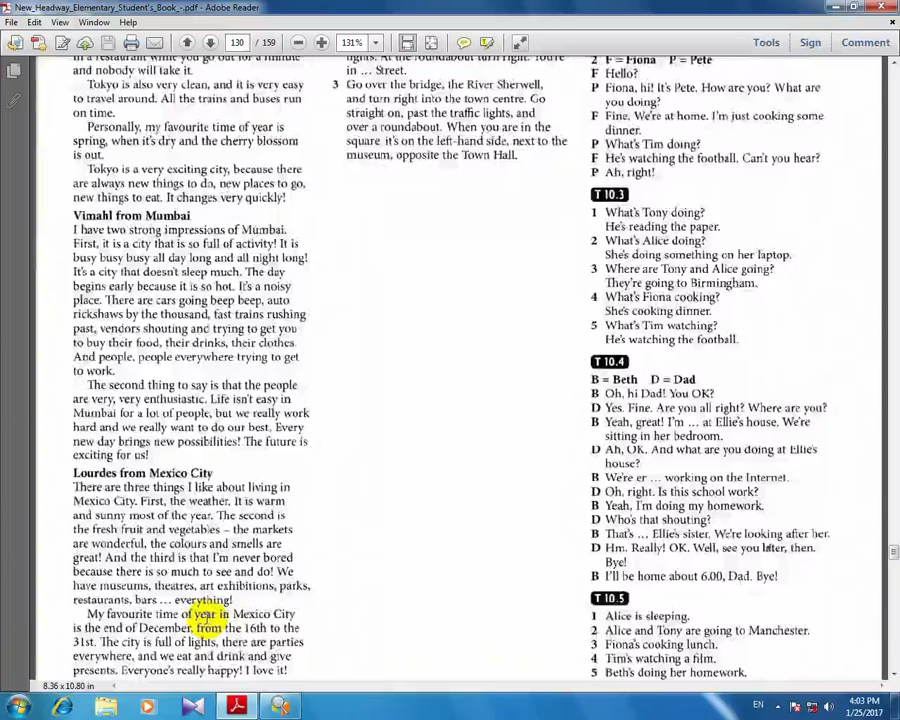 New_Headway_Elementary_Student's_Book_-.pdf - Adobe Reader
File Edit View Window Help
130 / 159 131% Tools Sign Comment
in a restaurant while you go out for a minute
and nobody will take it.
Tokyo is also very clean, and it is very easy
to travel around. All the trains and buses run
on time.
Personally, my favourite time of year is
spring, when it's dry and the cherry blossom
is out.
Tokyo is a very exciting city, because there
are always new things to do, new places to go,
new things to eat. It changes very quickly!
Vimahl from Mumbai
I have two strong impressions of Mumbai.
First, it is a city that is so full of activity! It is
busy busy busy all day long and all night long!
It's a city that doesn't sleep much. The day
begins early because it is so hot. It's a noisy
place. There are cars going beep beep, auto
rickshaws by the thousand, fast trains rushing
past, vendors shouting and trying to get you
to buy their food, their drinks, their clothes.
And people, people everywhere trying to get
to work.
The second thing to say is that the people
are very, very enthusiastic. Life isn't easy in
Mumbai for a lot of people, but we really work
hard and we really want to do our best. Every
new day brings new possibilities! The future is
exciting for us!
Lourdes from Mexico City
There are three things I like about living in
Mexico City. First, the weather. It is warm
and sunny most of the year. The second is
the fresh fruit and vegetables – the markets
are wonderful, the colours and smells are
great! And the third is that I'm never bored
because there is so much to see and do! We
have museums, theatres, art exhibitions, parks,
restaurants, bars ... everything!
My favourite time of year in Mexico City
is the end of December, from the 16th to the
31st. The city is full of lights, there are parties
everywhere, and we eat and drink and give
presents. Everyone's really happy! I love it!
lights. At the roundabout turn right. You're
in ... Street.
3 Go over the bridge, the River Sherwell,
and turn right into the town centre. Go
straight on, past the traffic lights, and
over a roundabout. When you are in the
square it's on the left-hand side, next to the
museum, opposite the Town Hall.
2 F = Fiona P = Pete
F Hello?
P Fiona, hi! It's Pete. How are you? What are
you doing?
F Fine. We're at home. I'm just cooking some
dinner.
P What's Tim doing?
F He's watching the football. Can't you hear?
P Ah, right!
T 10.3
1 What's Tony doing?
He's reading the paper.
2 What's Alice doing?
She's doing something on her laptop.
3 Where are Tony and Alice going?
They're going to Birmingham.
4 What's Fiona cooking?
She's cooking dinner.
5 What's Tim watching?
He's watching the football.
T 10.4
B = Beth D = Dad
B Oh, hi Dad! You OK?
D Yes. Fine. Are you all right? Where are you?
B Yeah, great! I'm ... at Ellie's house. We're
sitting in her bedroom.
D Ah, OK. And what are you doing at Ellie's
house?
B We're er ... working on the Internet.
D Oh, right. Is this school work?
B Yeah, I'm doing my homework.
D Who's that shouting?
B That's ... Ellie's sister. We're looking after her.
D Hm. Really! OK. Well, see you later, then.
Bye!
B I'll be home about 6.00, Dad. Bye!
T 10.5
1 Alice is sleeping.
2 Alice and Tony are going to Manchester.
3 Fiona's cooking lunch.
4 Tim's watching a film.
5 Beth's doing her homework.
8.36 x 10.80 in
EN
4:03 PM
1/25/2017